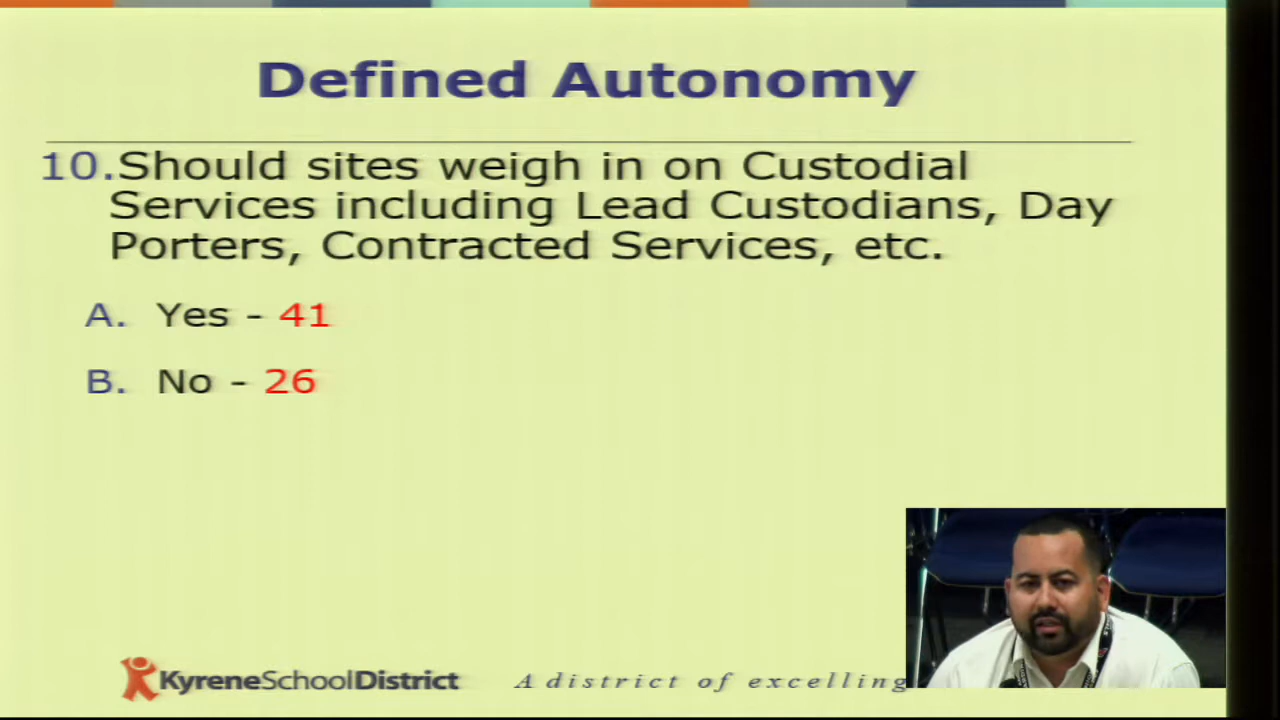 Defined Autonomy
10.Should sites weigh in on Custodial
Services including Lead Custodians, Day
Porters, Contracted Services, etc.
A. Yes - 41
B. No - 26
KyreneSchoolDistrict
A district of excelling